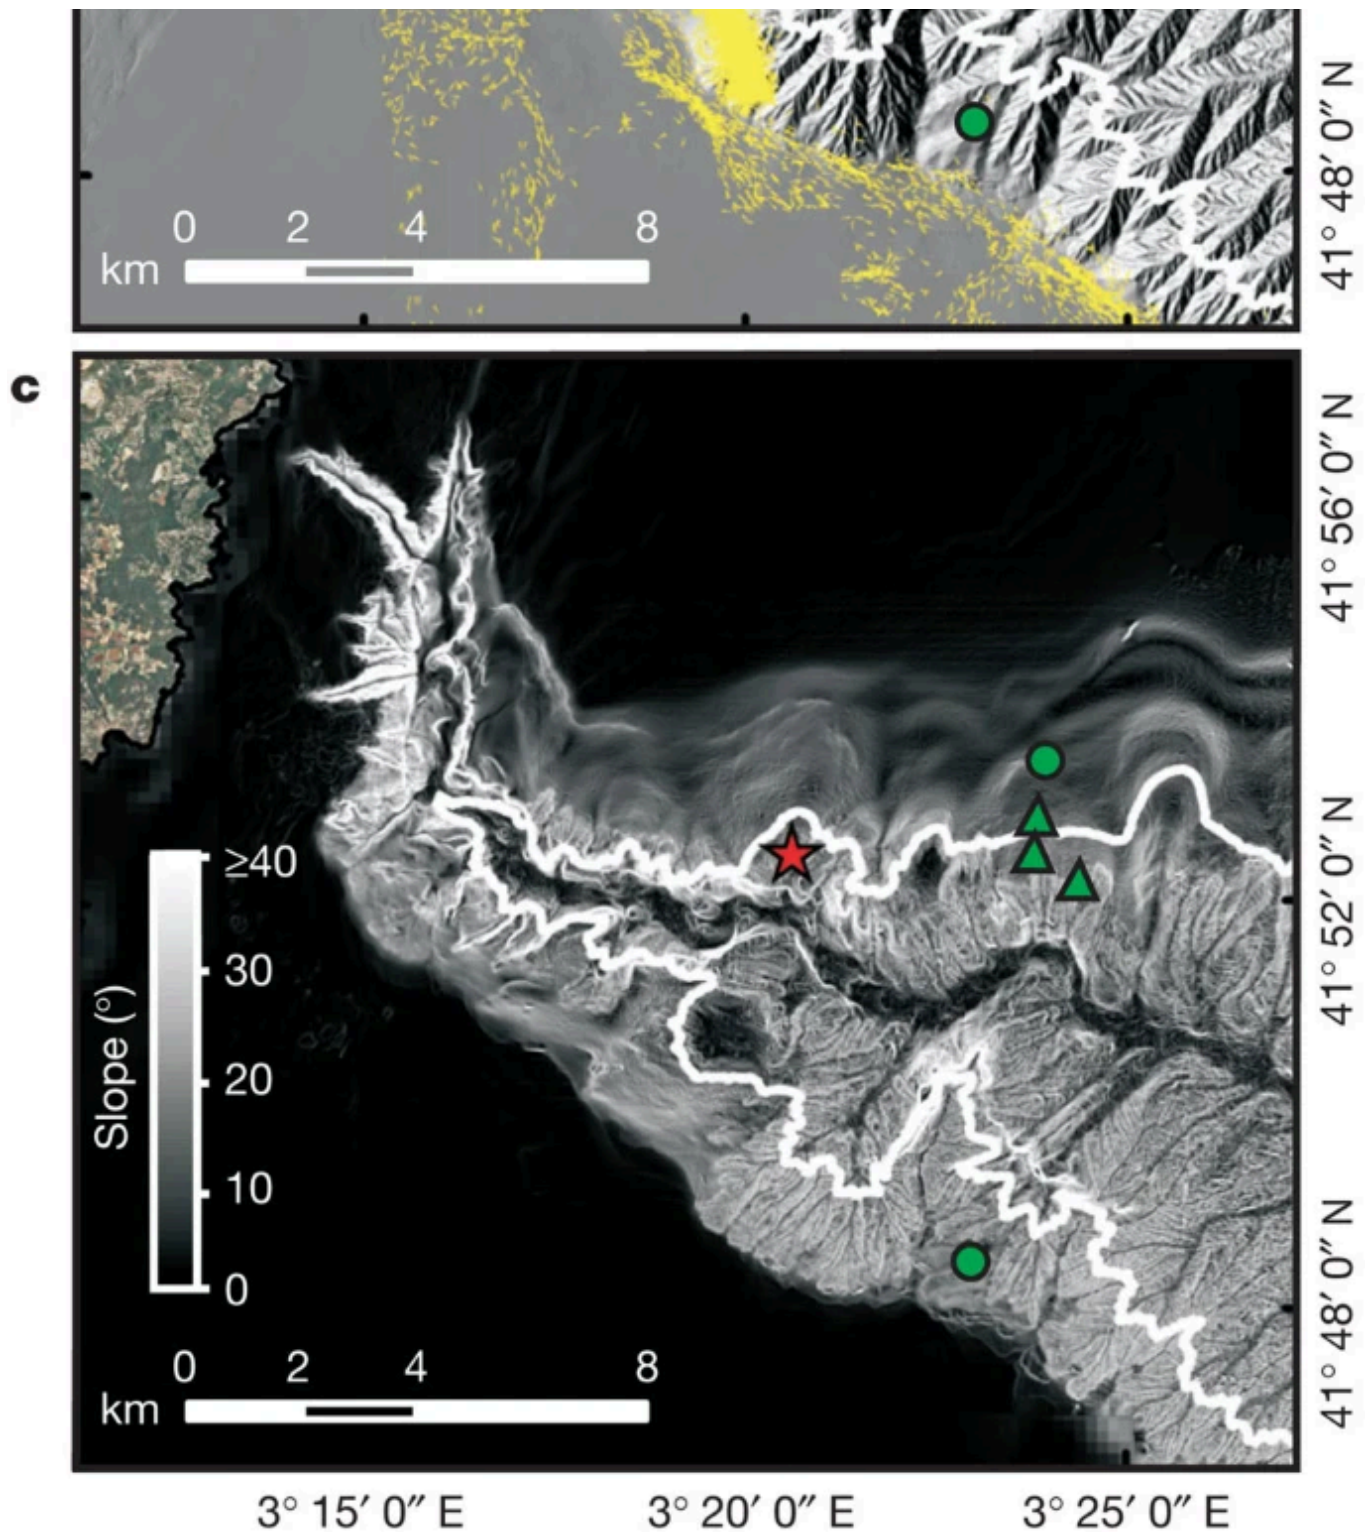 41° 48′ 0″ N
0 2 4 8
km
c
41° 56′ 0″ N
41° 52′ 0″ N
41° 48′ 0″ N
Slope (°)
≥40
30
20
10
0
0 2 4 8
km
3° 15′ 0″ E 3° 20′ 0″ E 3° 25′ 0″ E